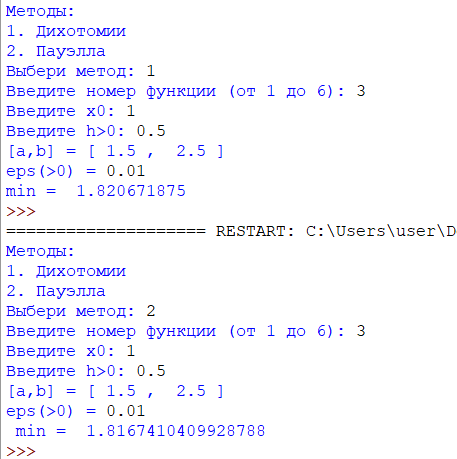 Методы:
1. Дихотомии
2. Пауэлла
Выбери метод: 1
Введите номер функции (от 1 до 6): 3
Введите x0: 1
Введите h>0: 0.5
[a,b] = [ 1.5 ,  2.5 ]
eps(>0) = 0.01
min =  1.820671875
>>>
==================== RESTART: C:\Users\user\D
Методы:
1. Дихотомии
2. Пауэлла
Выбери метод: 2
Введите номер функции (от 1 до 6): 3
Введите x0: 1
Введите h>0: 0.5
[a,b] = [ 1.5 ,  2.5 ]
eps(>0) = 0.01
 min =  1.8167410409928788
>>>